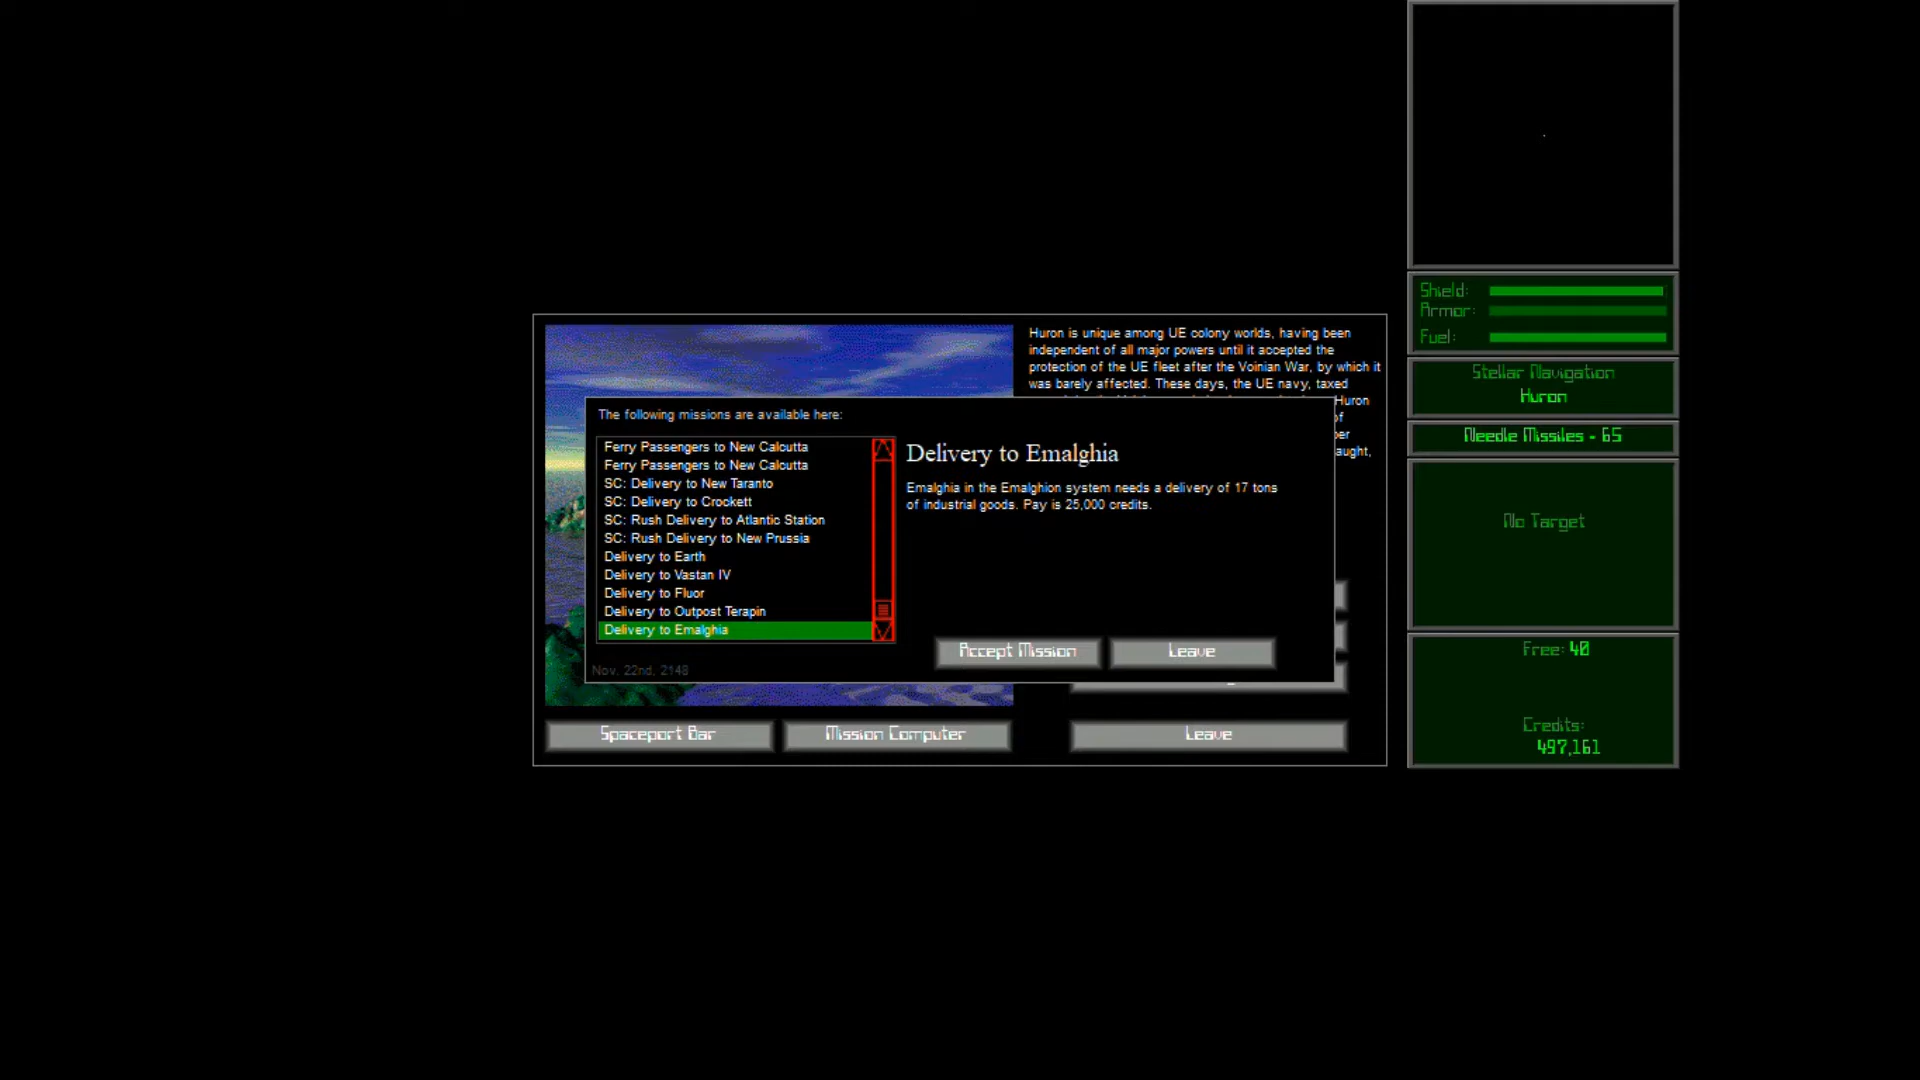 Huron is unique among UE colony worlds, having been
independent of all major powers until it accepted the
protection of the UE fleet after the Voinian War, by which it
was barely affected. These days, the UE navy, taxed
Huron
of
aught,
The following missions are available here:
Ferry Passengers to New Calcutta
Ferry Passengers to New Calcutta
SC: Delivery to New Taranto
SC: Delivery to Crockett
SC: Rush Delivery to Atlantic Station
SC: Rush Delivery to New Prussia
Delivery to Earth
Delivery to Vastan IV
Delivery to Fluor
Delivery to Outpost Terapin
Delivery to Emalghia
Nov. 22nd, 2148
Delivery to Emalghia
Emalghia in the Emalghion system needs a delivery of 17 tons
of industrial goods. Pay is 25,000 credits.
Accept Mission
Leave
Spaceport Bar
Mission Computer
Leave
Shield:
Armor:
Fuel:
Stellar Navigation
Huron
Needle Missiles - 65
No Target
Free: 40
Credits:
497,161